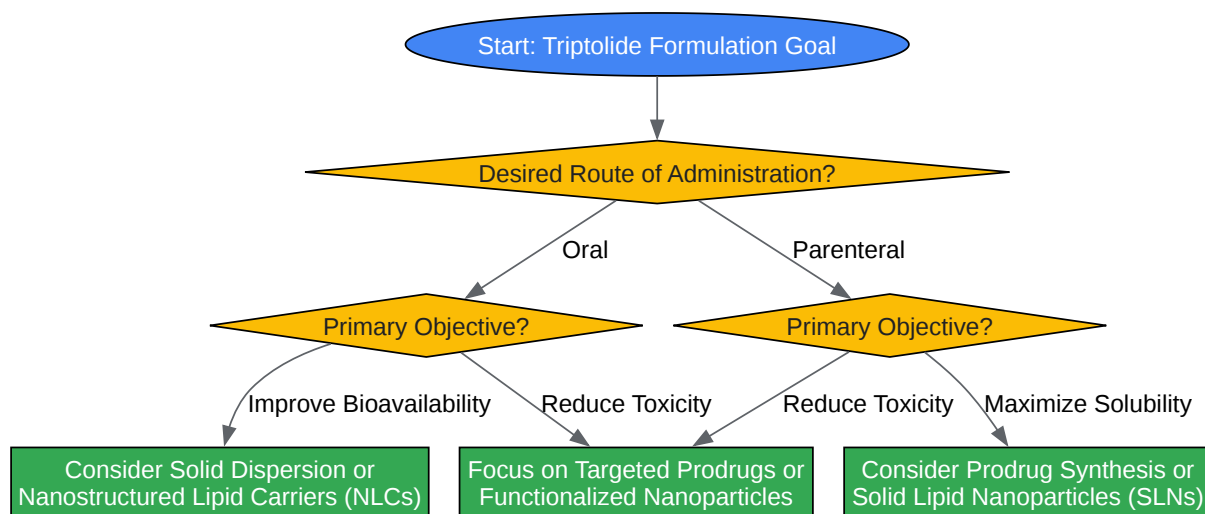 Start: Triptolide Formulation Goal
Desired Route of Administration?
Oral
Parenteral
Primary Objective?
Primary Objective?
Improve Bioavailability
Reduce Toxicity
Reduce Toxicity
Maximize Solubility
Consider Solid Dispersion or
Nanostructured Lipid Carriers (NLCs)
Focus on Targeted Prodrugs or
Functionalized Nanoparticles
Consider Prodrug Synthesis or
Solid Lipid Nanoparticles (SLNs)